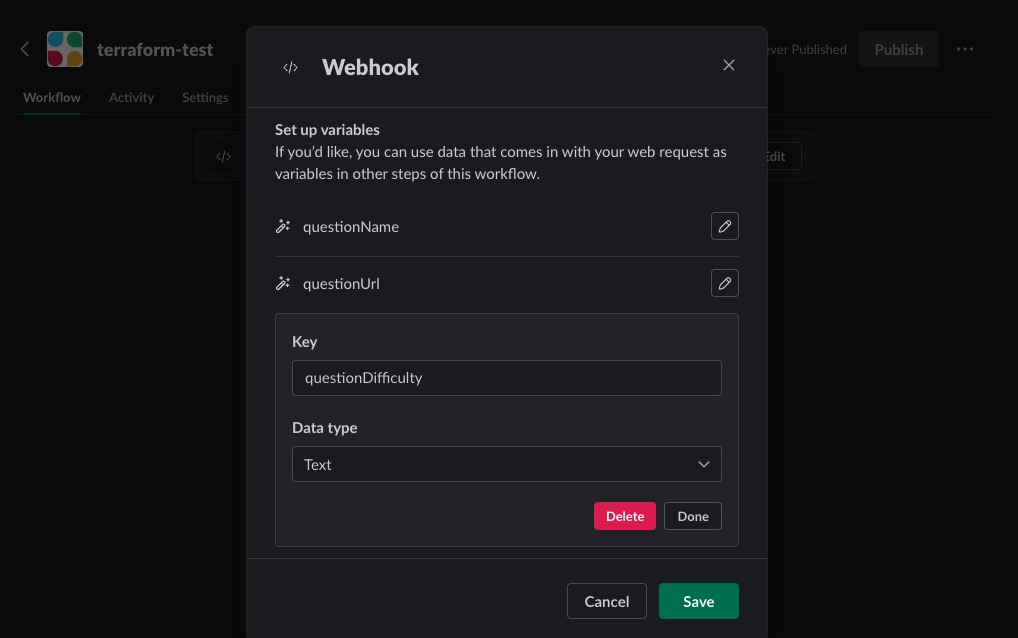 terraform-test
Webhook
ever Published
Publish
Workflow
Activity
Settings
Set up variables
If you’d like, you can use data that comes in with your web request as
variables in other steps of this workflow.
Edit
questionName
questionUrl
Key
questionDifficulty
Data type
Text
Delete
Done
Cancel
Save